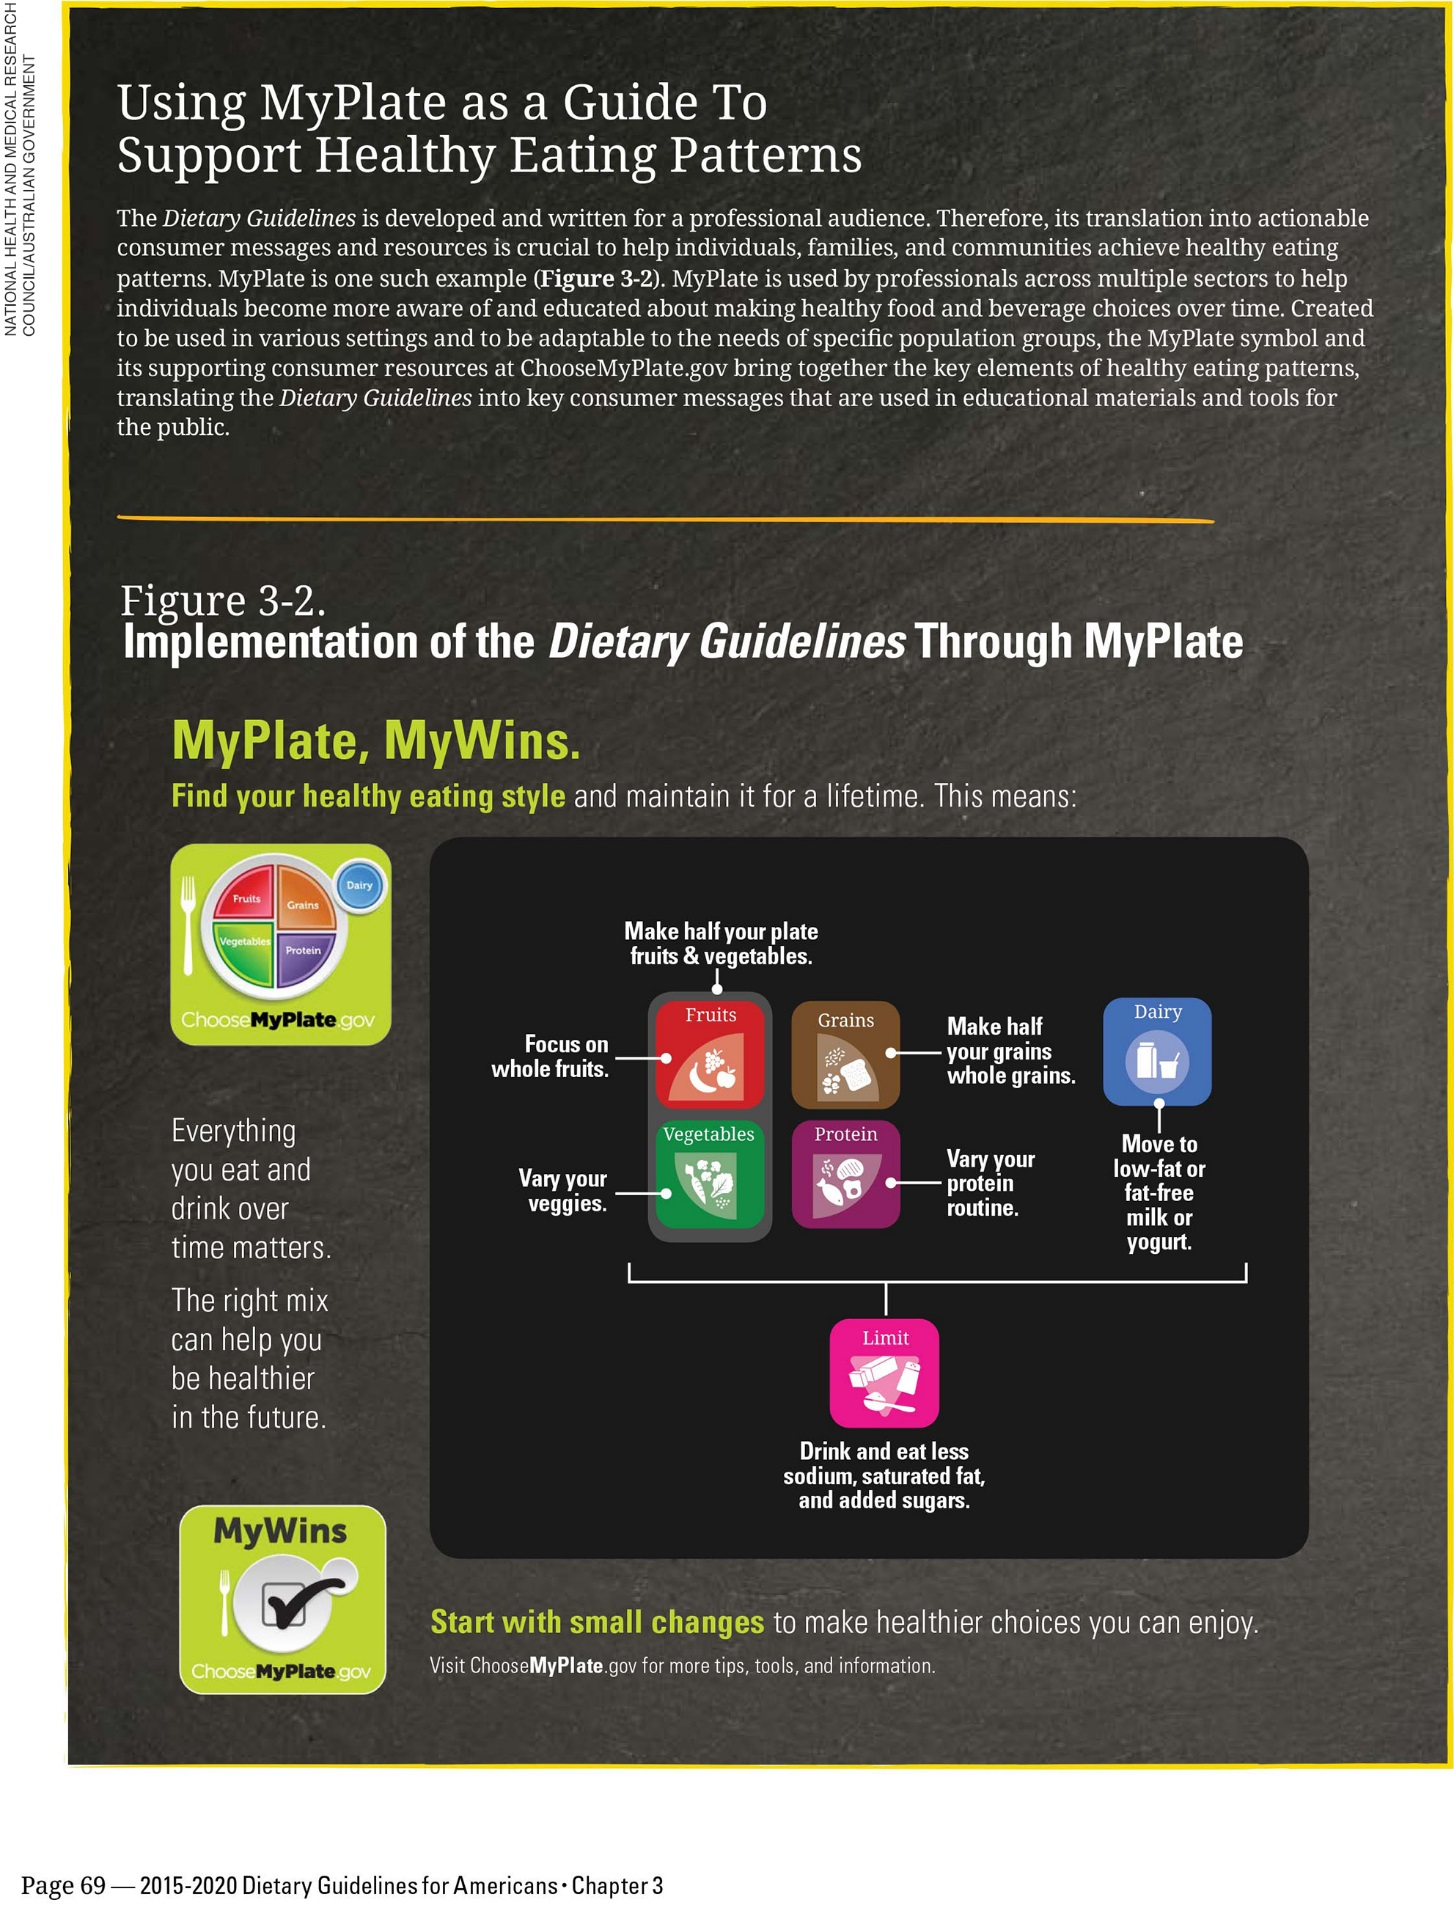 NATIONAL HEALTH AND MEDICAL RESEARCH
COUNCIL/AUSTRALIAN GOVERNMENT
Using MyPlate as a Guide To
Support Healthy Eating Patterns
The Dietary Guidelines is developed and written for a professional audience. Therefore, its translation into actionable
consumer messages and resources is crucial to help individuals, families, and communities achieve healthy eating
patterns. MyPlate is one such example (Figure 3-2). MyPlate is used by professionals across multiple sectors to help
individuals become more aware of and educated about making healthy food and beverage choices over time. Created
to be used in various settings and to be adaptable to the needs of specific population groups, the MyPlate symbol and
its supporting consumer resources at ChooseMyPlate.gov bring together the key elements of healthy eating patterns,
translating the Dietary Guidelines into key consumer messages that are used in educational materials and tools for
the public.
Figure 3-2.
Implementation of the Dietary Guidelines Through MyPlate
MyPlate, MyWins.
Find your healthy eating style and maintain it for a lifetime. This means:
Fruits
Grains
Dairy
Vegetables
Protein
ChooseMyPlate.gov
Everything
you eat and
drink over
time matters.
The right mix
can help you
be healthier
in the future.
MyWins
ChooseMyPlate.gov
Make half your plate
fruits & vegetables.
Fruits
Focus on
whole fruits.
Grains
Make half
your grains
whole grains.
Dairy
Move to
low-fat or
fat-free
milk or
yogurt.
Vegetables
Vary your
veggies.
Protein
Vary your
protein
routine.
Limit
Drink and eat less
sodium, saturated fat,
and added sugars.
Start with small changes to make healthier choices you can enjoy.
Visit ChooseMyPlate.gov for more tips, tools, and information.
Page 69 — 2015-2020 Dietary Guidelines for Americans • Chapter 3